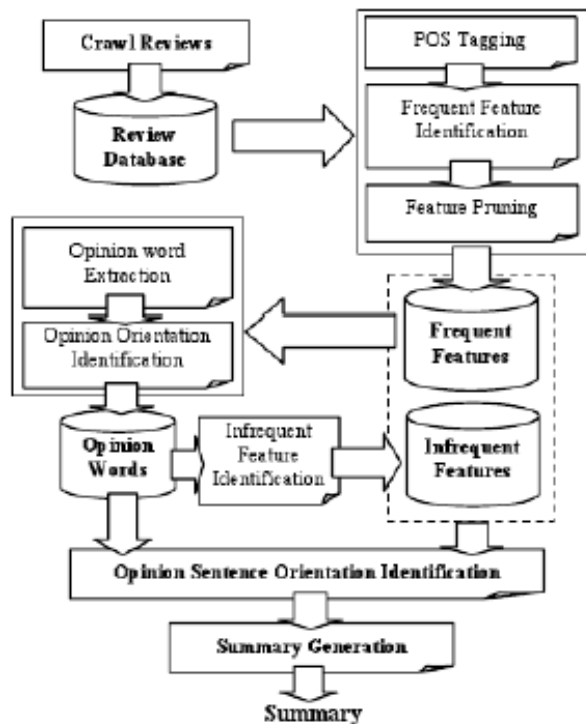 Crawl Reviews
Review
Database
POS Tagging
Frequent Feature
Identification
Feature Pruning
Opinion word
Extraction
Opinion Orientation
Identification
Frequent
Features
Opinion
Words
Infrequent
Feature
Identification
Infrequent
Features
Opinion Sentence Orientation Identification
Summary Generation
Summary